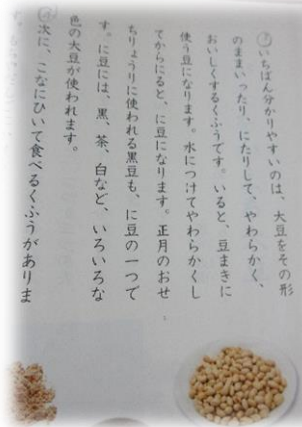 ③いちばん分かりやすいのは、大豆をその形
のままいったり、にたりして、やわらかく、
おいしくするくふうです。いると、豆まきに
使う豆になります。水につけてやわらかくし
てからにると、に豆になります。正月のおせ
ちりょうりに使われる黒豆も、に豆の一つで
す。に豆には、黒、茶、白など、いろいろな
色の大豆が使われます。
④次に、こなにひいて食べるくふうがありま